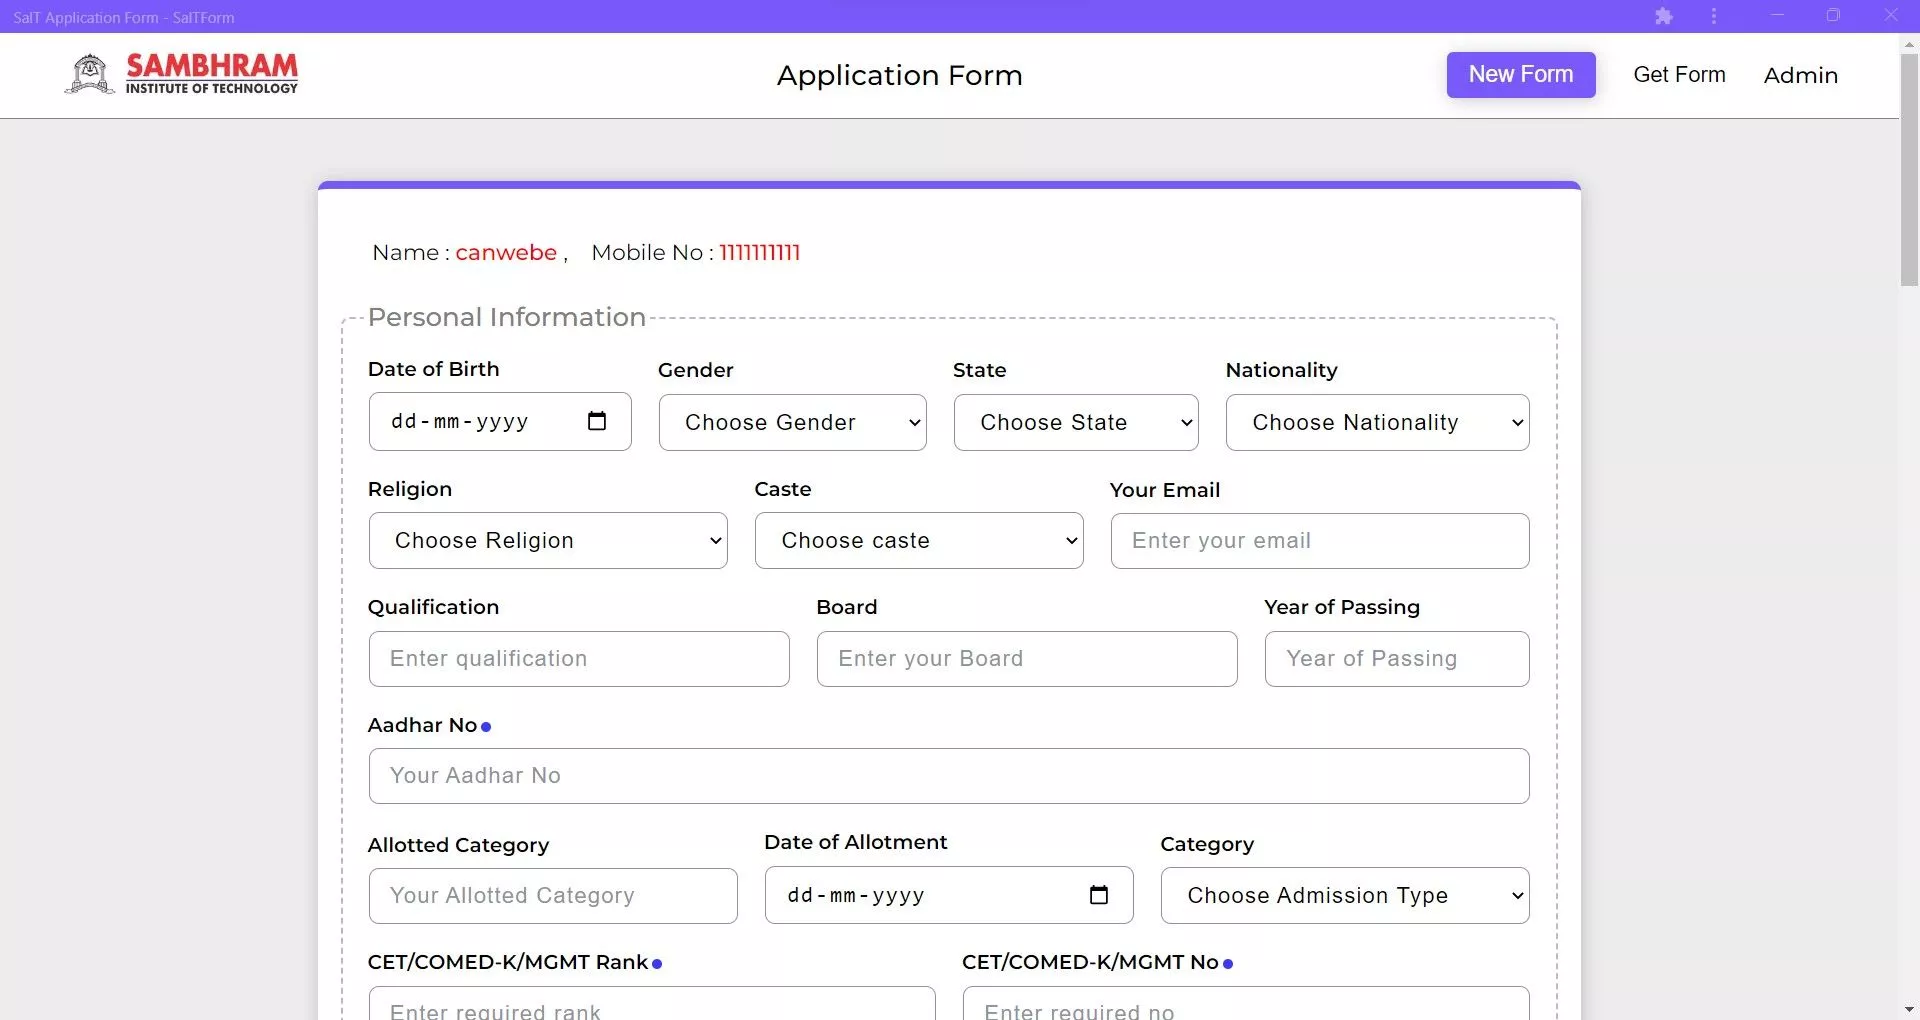 SaIT Application Form - SaITForm
SAMBHRAM
INSTITUTE OF TECHNOLOGY
Application Form
New Form
Get Form
Admin
Name : canwebe , Mobile No : 1111111111
Personal Information
Date of Birth Gender State Nationality
dd-mm-yyyy Choose Gender Choose State Choose Nationality
Religion Caste Your Email
Choose Religion Choose caste Enter your email
Qualification Board Year of Passing
Enter qualification Enter your Board Year of Passing
Aadhar No
Your Aadhar No
Allotted Category Date of Allotment Category
Your Allotted Category dd-mm-yyyy Choose Admission Type
CET/COMED-K/MGMT Rank CET/COMED-K/MGMT No
Enter required rank Enter required no